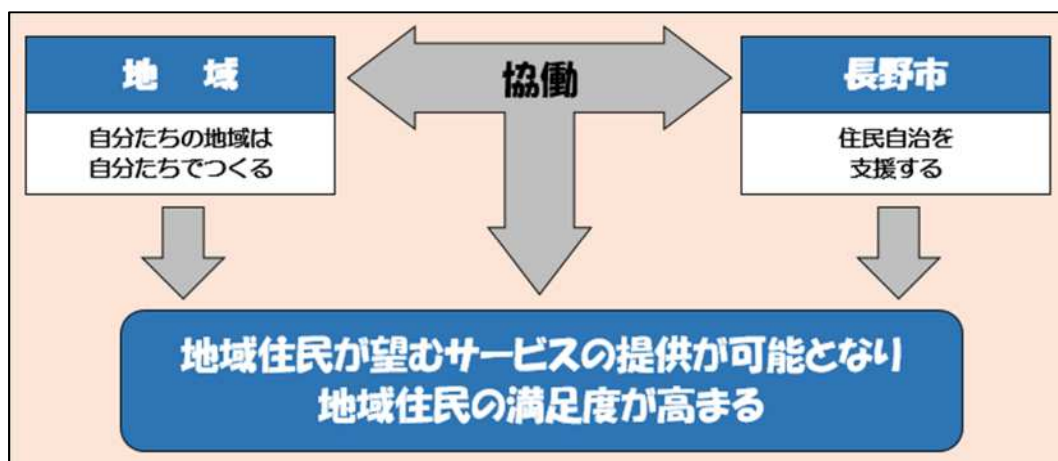 地　域
協働
長野市
自分たちの地域は
自分たちでつくる
住民自治を
支援する
地域住民が望むサービスの提供が可能となり
地域住民の満足度が高まる